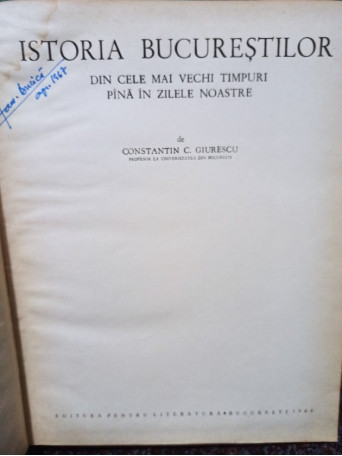 ISTORIA BUCUREȘTILOR
DIN CELE MAI VECHI TIMPURI
PÎNĂ ÎN ZILELE NOASTRE
de
CONSTANTIN C. GIURESCU
PROFESOR LA UNIVERSITATEA DIN BUCUREȘTI
EDITURA PENTRU LITERATURĂ • BUCUREȘTI 1966